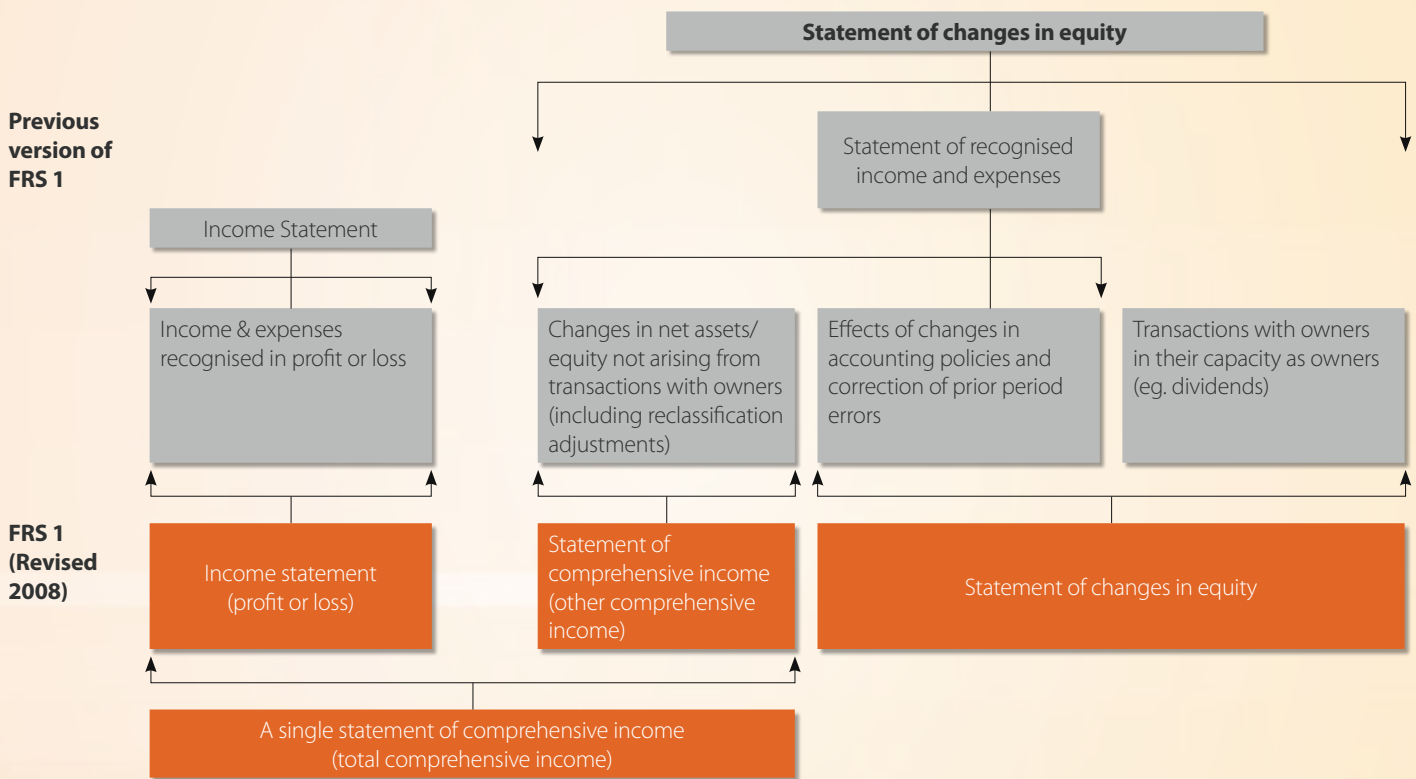 Statement of changes in equity
Previous
version of
FRS 1
Statement of recognised
income and expenses
Income Statement
Income & expenses
recognised in profit or loss
Changes in net assets/
equity not arising from
transactions with owners
(including reclassification
adjustments)
Effects of changes in
accounting policies and
correction of prior period
errors
Transactions with owners
in their capacity as owners
(eg. dividends)
FRS 1
(Revised
2008)
Income statement
(profit or loss)
Statement of
comprehensive income
(other comprehensive
income)
Statement of changes in equity
A single statement of comprehensive income
(total comprehensive income)